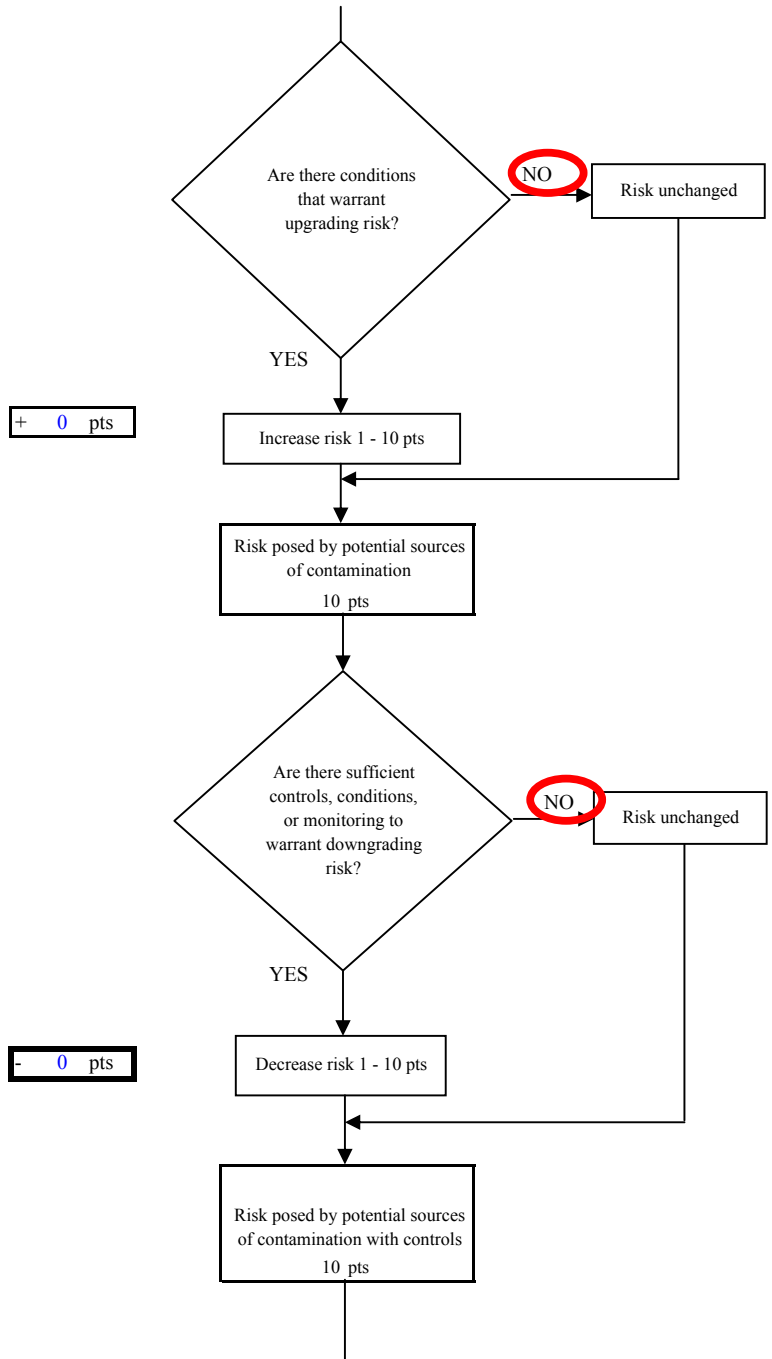 Are there conditions
that warrant
upgrading risk?
NO
Risk unchanged
YES
+ 0 pts
Increase risk 1 - 10 pts
Risk posed by potential sources
of contamination
10 pts
Are there sufficient
controls, conditions,
or monitoring to
warrant downgrading
risk?
NO
Risk unchanged
YES
- 0 pts
Decrease risk 1 - 10 pts
Risk posed by potential sources
of contamination with controls
10 pts